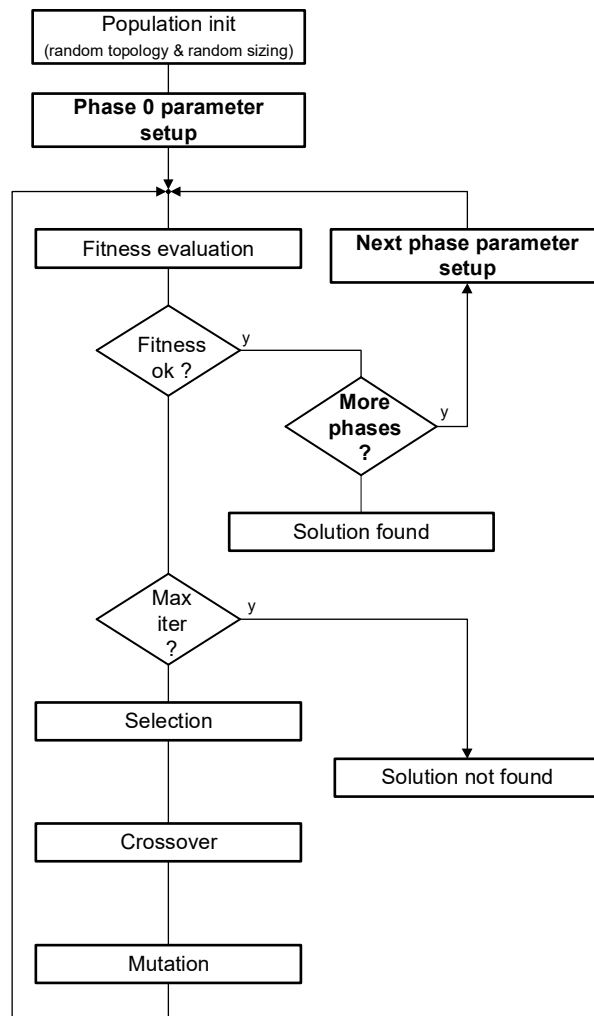 Population init
(random topology & random sizing)
Phase 0 parameter
setup
Fitness evaluation
Next phase parameter
setup
Fitness
ok ?
y
More
phases
?
y
Solution found
Max
iter
?
y
Selection
Solution not found
Crossover
Mutation